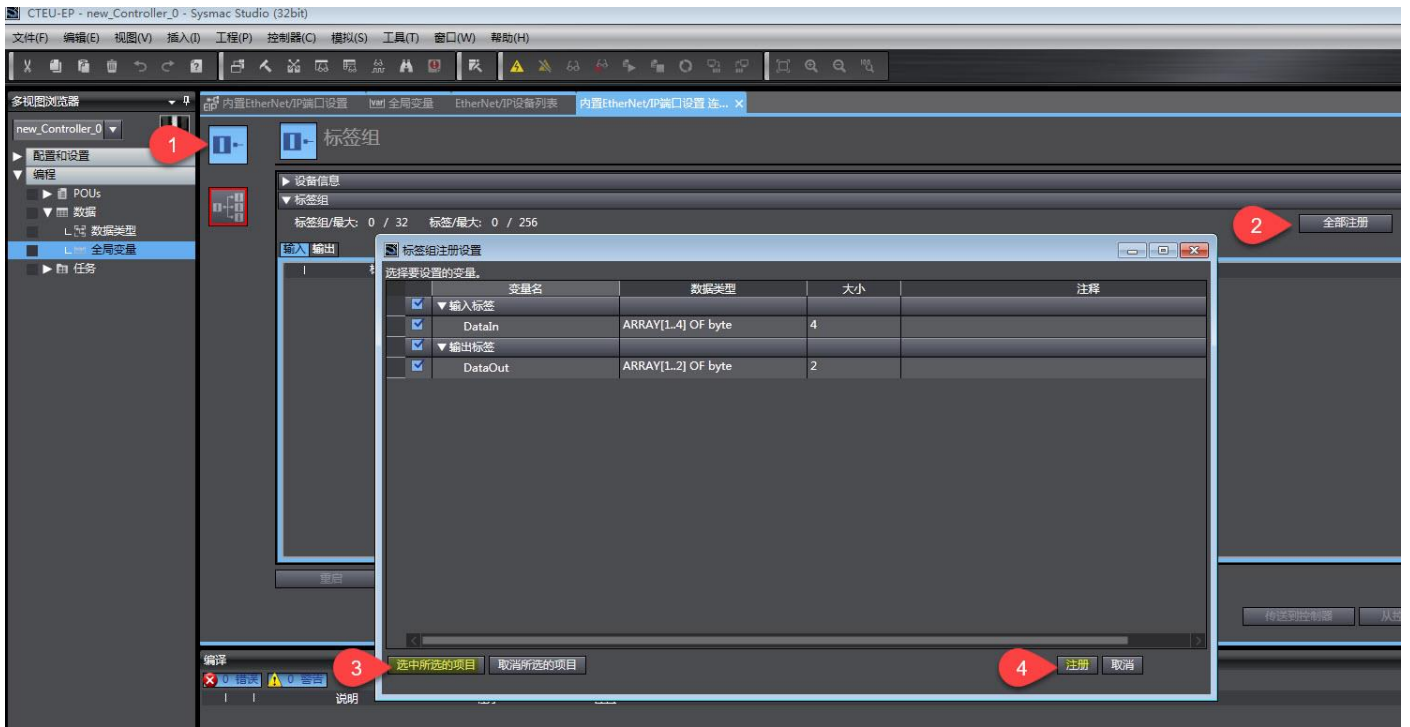 CTEU-EP - new_Controller_0 - Sysmac Studio (32bit)
文件(F) 编辑(E) 视图(V) 插入(I) 工程(P) 控制器(C) 模拟(S) 工具(T) 窗口(W) 帮助(H)
多视图浏览器
内置EtherNet/IP端口设置 全局变量 EtherNet/IP设备列表 内置EtherNet/IP端口设置 连...
new_Controller_0
1
标签组
配置和设置
编程
设备信息
POUs
标签组
数据
标签组/最大: 0 / 32 标签/最大: 0 / 256
2
全部注册
数据类型
全局变量
输入 输出
标签组注册设置
任务
选择要设置的变量。
变量名 数据类型 大小 注释
输入标签
DataIn ARRAY[1..4] OF byte 4
输出标签
DataOut ARRAY[1..2] OF byte 2
重启
传送到控制器
编译
3
选中所选的项目 取消所选的项目
4
注册 取消
0 错误 0 警告
说明